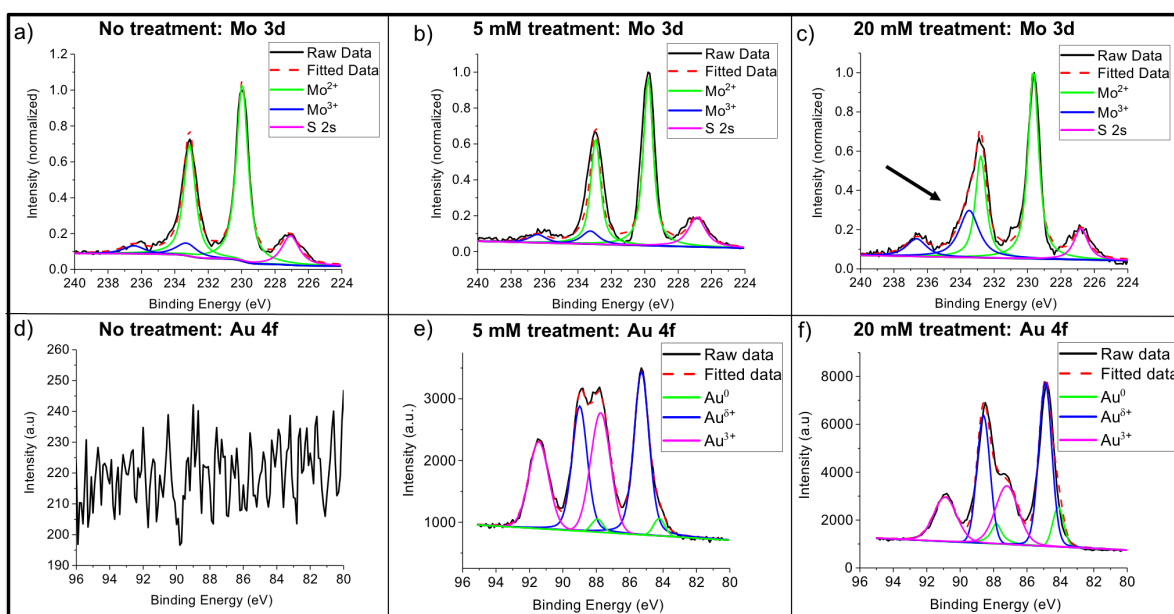 a) No treatment: Mo 3d
Intensity (normalized)
1.2
1.0
0.8
0.6
0.4
0.2
0.0
Raw Data
Fitted Data
Mo²⁺
Mo³⁺
S 2s
240 238 236 234 232 230 228 226 224
Binding Energy (eV)
b) 5 mM treatment: Mo 3d
Intensity (normalized)
1.0
0.8
0.6
0.4
0.2
0.0
Raw Data
Fitted Data
Mo²⁺
Mo³⁺
S 2s
240 238 236 234 232 230 228 226 224
Binding Energy (eV)
c) 20 mM treatment: Mo 3d
Intensity (normalized)
1.0
0.8
0.6
0.4
0.2
0.0
Raw Data
Fitted Data
Mo²⁺
Mo³⁺
S 2s
240 238 236 234 232 230 228 226 224
Binding Energy (eV)
d) No treatment: Au 4f
Intensity (a.u)
260
250
240
230
220
210
200
190
96 94 92 90 88 86 84 82 80
Binding Energy (eV)
e) 5 mM treatment: Au 4f
Intensity (a.u.)
3000
2000
1000
Raw data
Fitted data
Au⁰
Auᵟ⁺
Au³⁺
96 94 92 90 88 86 84 82 80
Binding Energy (eV)
f) 20 mM treatment: Au 4f
Intensity (a.u)
8000
6000
4000
2000
0
Raw data
Fitted data
Au⁰
Auᵟ⁺
Au³⁺
96 94 92 90 88 86 84 82 80
Binding Energy (eV)